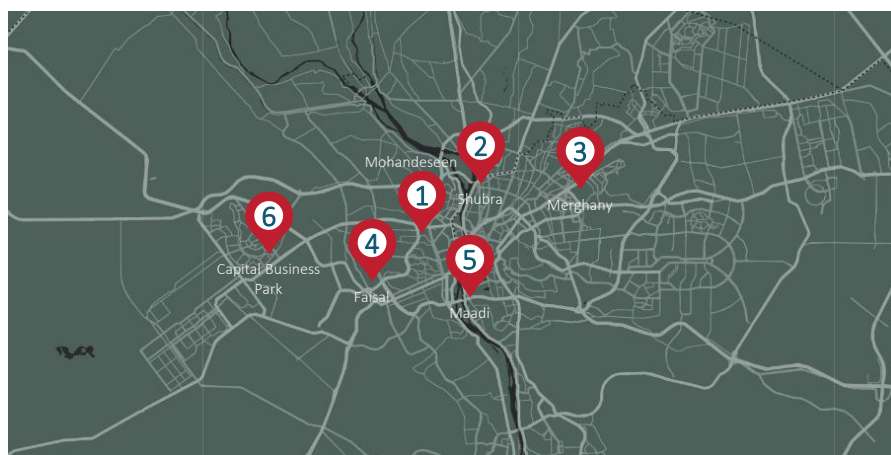 2
3
Mohandeseen
1
Shubra
Merghany
6
4
5
Capital Business
Park
Faisal
Maadi